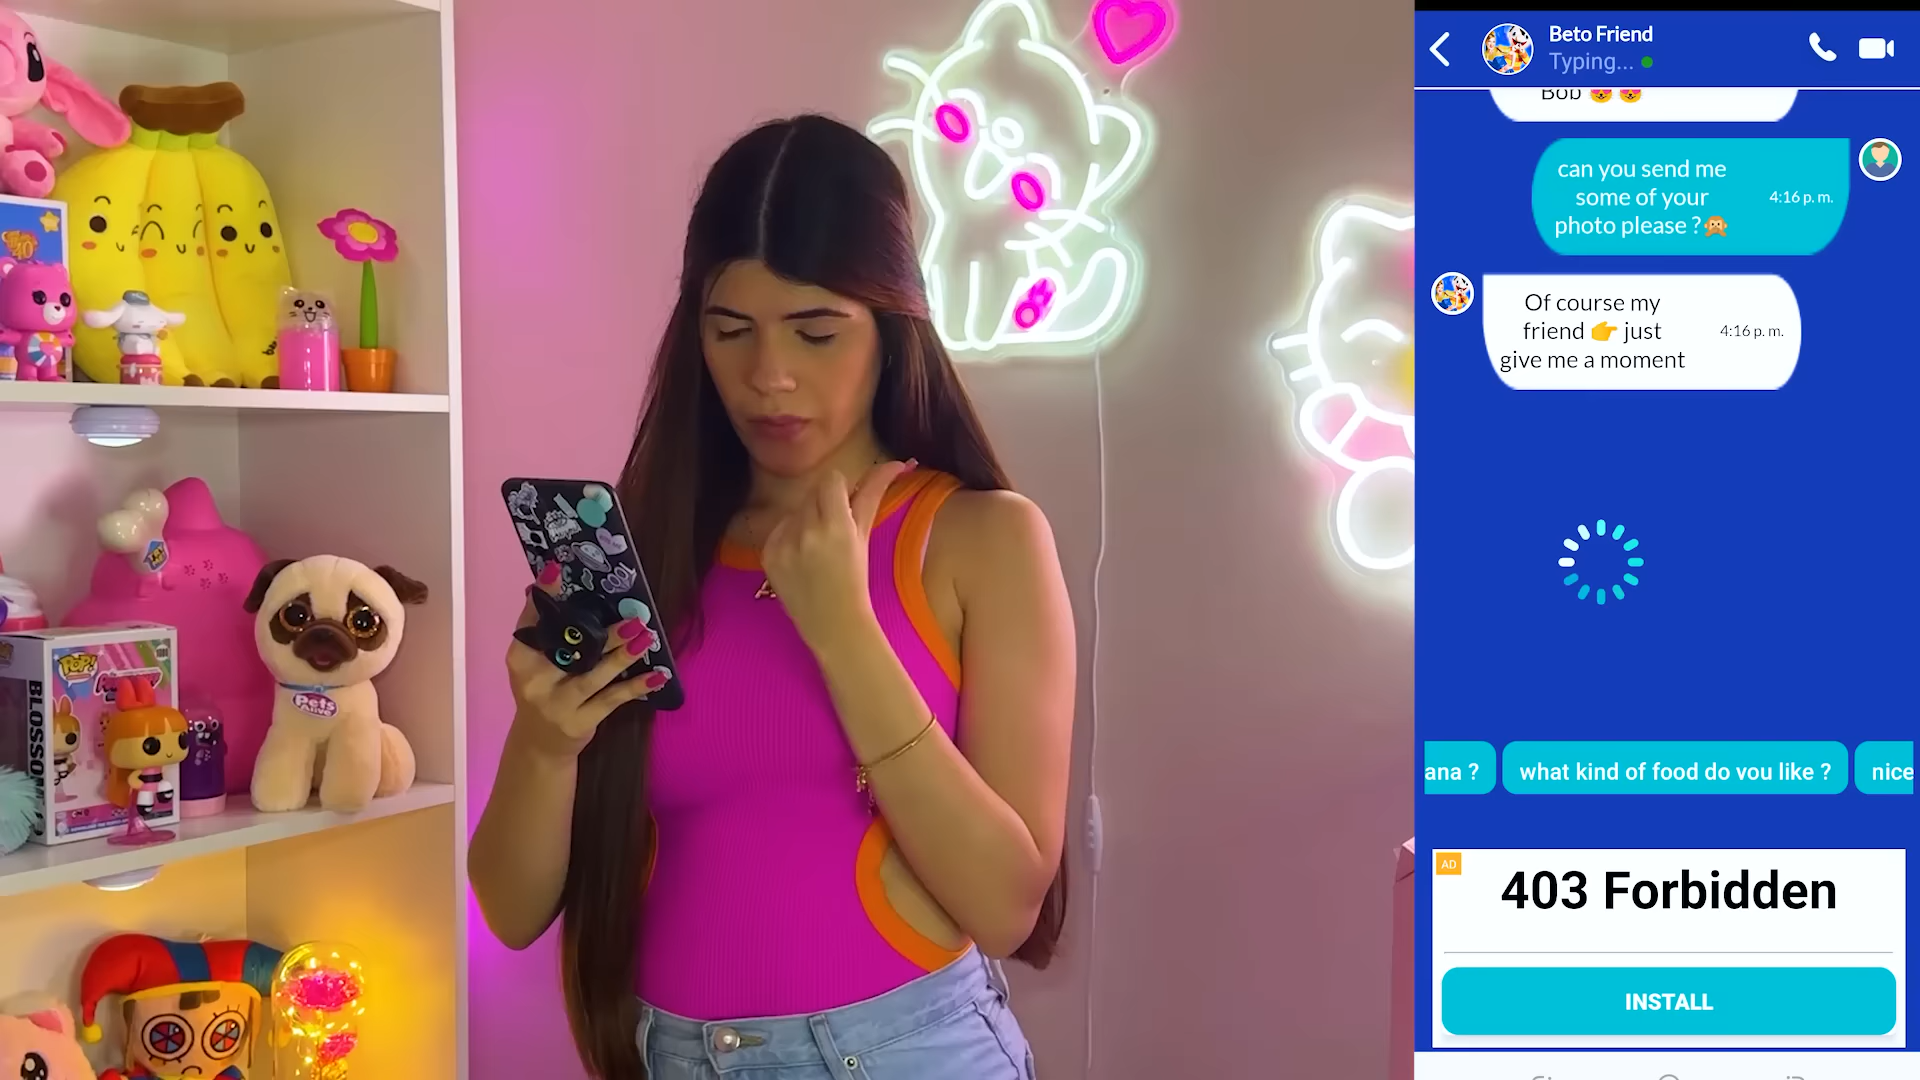 Beto Friend
Typing...
Bob 😻 😻
can you send me
some of your
photo please ? 🙊
4:16 p. m.
Of course my
friend 👉 just
give me a moment
4:16 p. m.
ana ?
what kind of food do you like ?
nice
AD
403 Forbidden
INSTALL
POP!
BLOSSOM
Pets
Alive
40